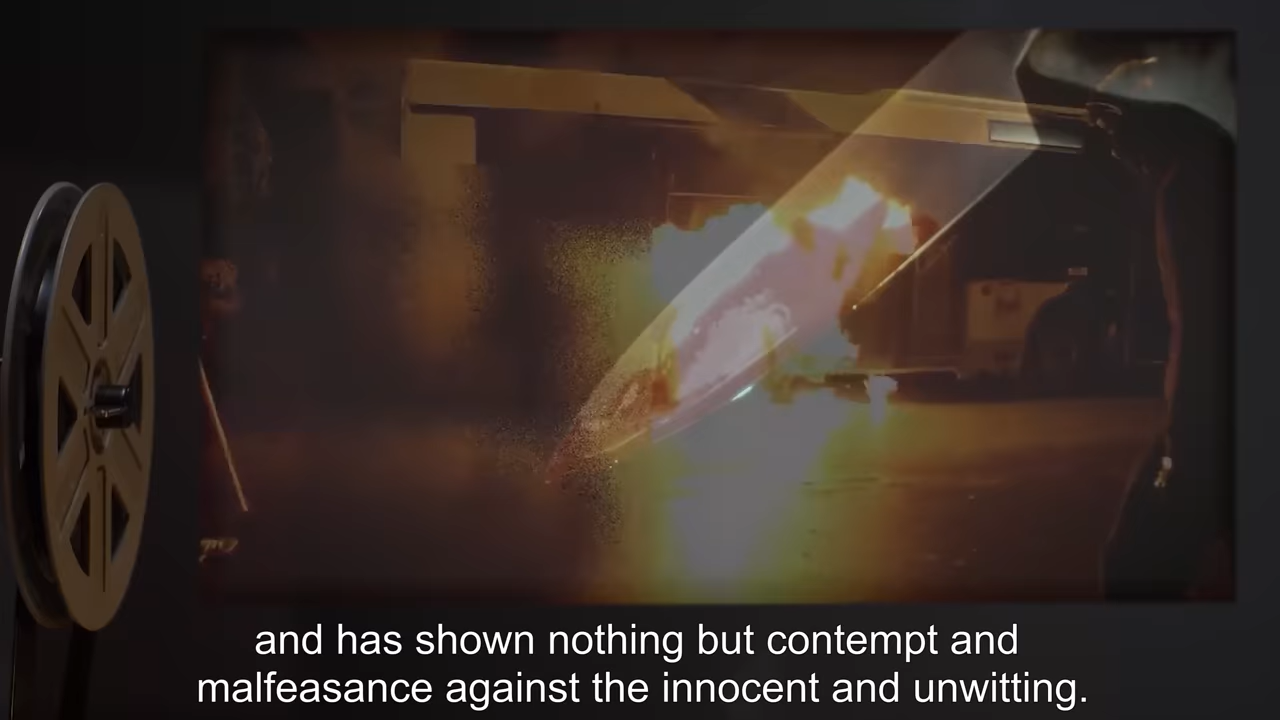 and has shown nothing but contempt and
malfeasance against the innocent and unwitting.